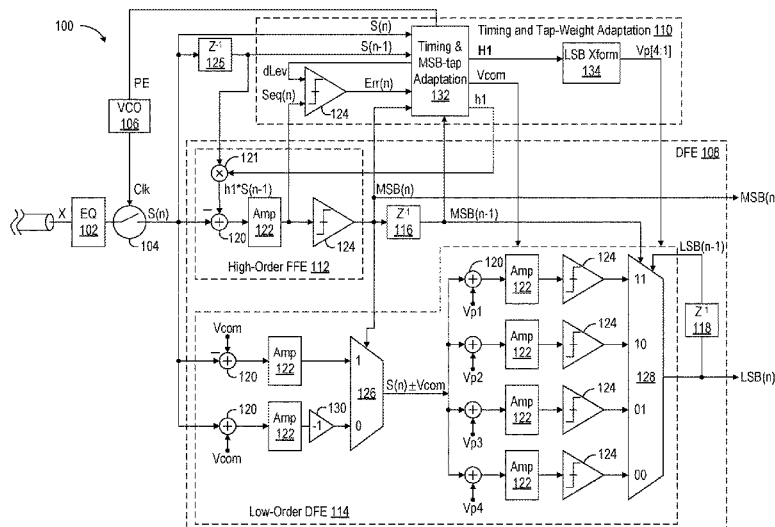 100
S(n)
Timing and Tap-Weight Adaptation 110
Z-1
125
S(n-1)
dLev
Seq(n)
Err(n)
124
Timing &
MSB-tap
Adaptation
132
H1
LSB Xform
134
Vp[4:1]
Vcom
h1
PE
VCO
106
Clk
121
h1*S(n-1)
DFE 108
X
EQ
102
104
S(n)
120
Amp
122
124
High-Order FFE 112
MSB(n)
MSB(n
Z-1
116
MSB(n-1)
LSB(n-1)
Vcom
120
Amp
122
1
126
0
S(n)±Vcom
120
Amp
122
130
-1
Vcom
120
Vp1
Amp
122
124
11
Vp2
Amp
122
124
10
Vp3
Amp
122
124
01
Vp4
Amp
122
124
00
128
Z-1
118
LSB(n)
Low-Order DFE 114